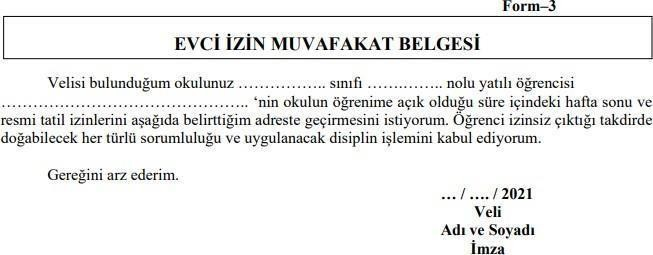 Form–3
EVCİ İZİN MUVAFAKAT BELGESİ
Velisi bulunduğum okulunuz …………….. sınıfı …….…….. nolu yatılı öğrencisi
………………………………………….. ‘nin okulun öğrenime açık olduğu süre içindeki hafta sonu ve
resmi tatil izinlerini aşağıda belirttiğim adreste geçirmesini istiyorum. Öğrenci izinsiz çıktığı takdirde
doğabilecek her türlü sorumluluğu ve uygulanacak disiplin işlemini kabul ediyorum.
Gereğini arz ederim.
… / …. / 2021
Veli
Adı ve Soyadı
İmza